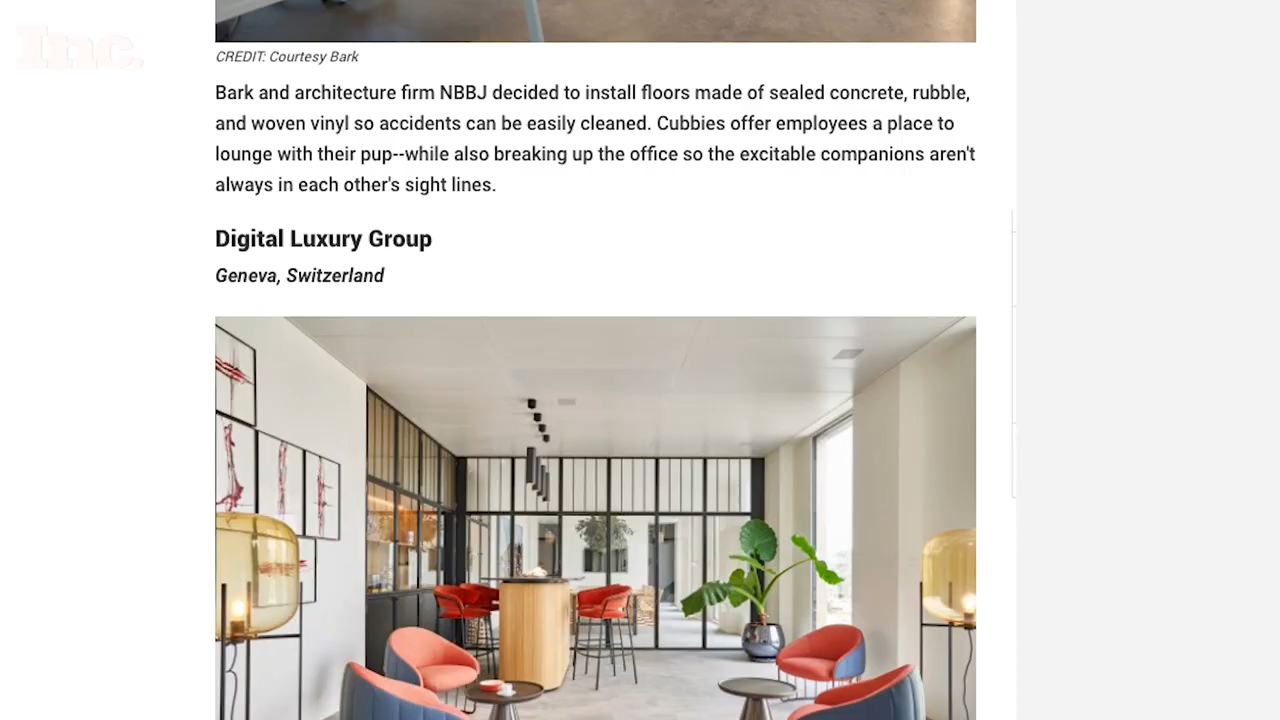 Inc.
CREDIT: Courtesy Bark
Bark and architecture firm NBBJ decided to install floors made of sealed concrete, rubble,
and woven vinyl so accidents can be easily cleaned. Cubbies offer employees a place to
lounge with their pup--while also breaking up the office so the excitable companions aren't
always in each other's sight lines.
Digital Luxury Group
Geneva, Switzerland